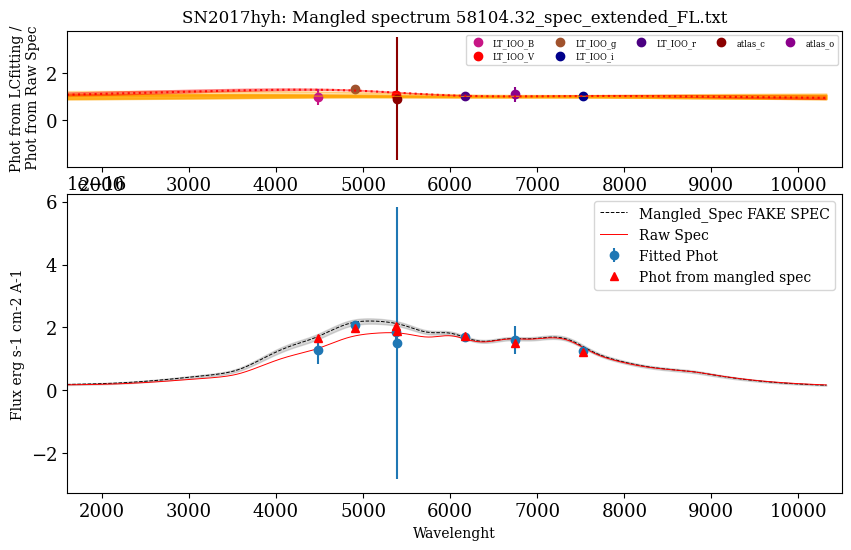 SN2017hyh: Mangled spectrum 58104.32_spec_extended_FL.txt
Phot from LCfitting /
Phot from Raw Spec
2
0
LT_IOO_B LT_IOO_g LT_IOO_r atlas_c atlas_o
LT_IOO_V LT_IOO_i
2000 3000 4000 5000 6000 7000 8000 9000 10000
1e−16
Flux erg s-1 cm-2 A-1
6
4
2
0
−2
Mangled_Spec FAKE SPEC
Raw Spec
Fitted Phot
Phot from mangled spec
2000 3000 4000 5000 6000 7000 8000 9000 10000
Wavelenght